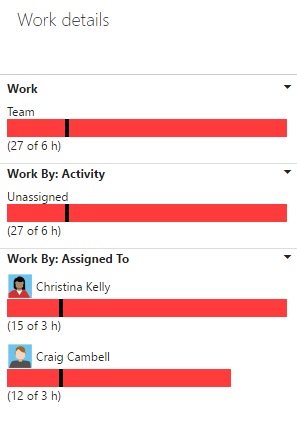 Work details
Work
Team
(27 of 6 h)
Work By: Activity
Unassigned
(27 of 6 h)
Work By: Assigned To
Christina Kelly
(15 of 3 h)
Craig Cambell
(12 of 3 h)